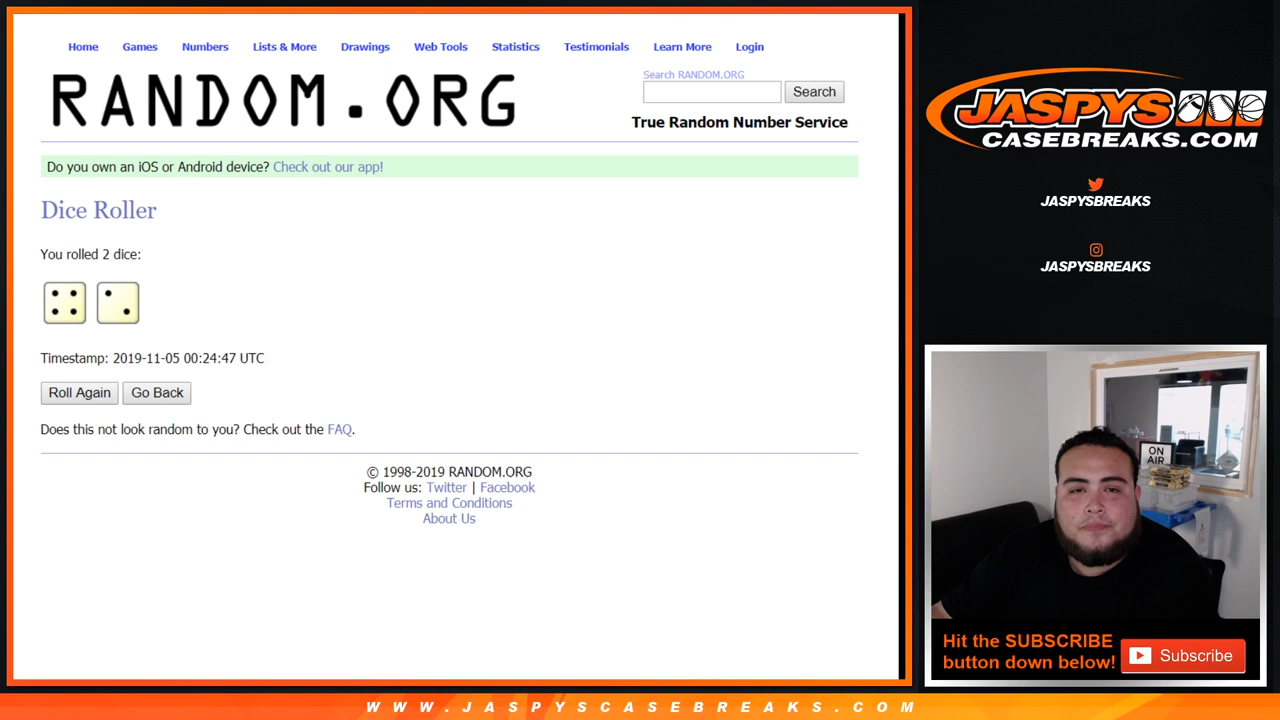 Home Games Numbers Lists & More Drawings Web Tools Statistics Testimonials Learn More Login
RANDOM.ORG
Search RANDOM.ORG
Search
True Random Number Service
Do you own an iOS or Android device? Check out our app!
Dice Roller
You rolled 2 dice:
Timestamp: 2019-11-05 00:24:47 UTC
Roll Again Go Back
Does this not look random to you? Check out the FAQ.
© 1998-2019 RANDOM.ORG
Follow us: Twitter | Facebook
Terms and Conditions
About Us
JASPYS
CASEBREAKS.COM
JASPYSBREAKS
JASPYSBREAKS
ON
AIR
Hit the SUBSCRIBE
button down below!
Subscribe
WWW.JASPYSCASEBREAKS.COM